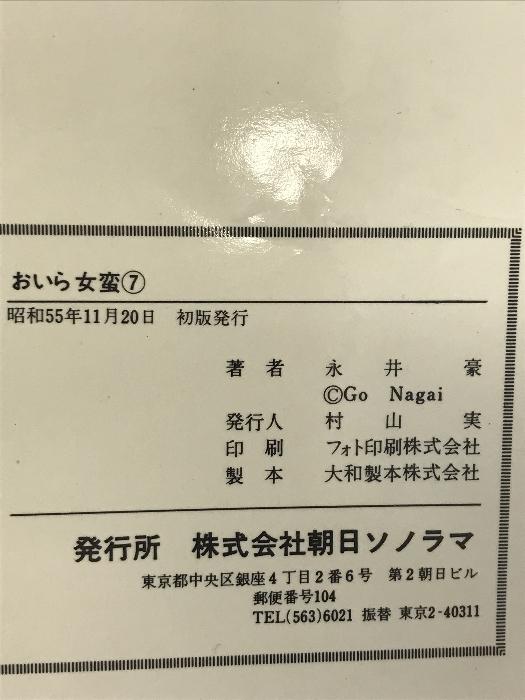 おいら女蛮⑦
昭和55年11月20日　初版発行
著者　永井豪
©Go Nagai
発行人　村山実
印刷　フォト印刷株式会社
製本　大和製本株式会社
発行所　株式会社朝日ソノラマ
東京都中央区銀座4丁目2番6号　第2朝日ビル
郵便番号104
TEL(563)6021 振替 東京2-40311